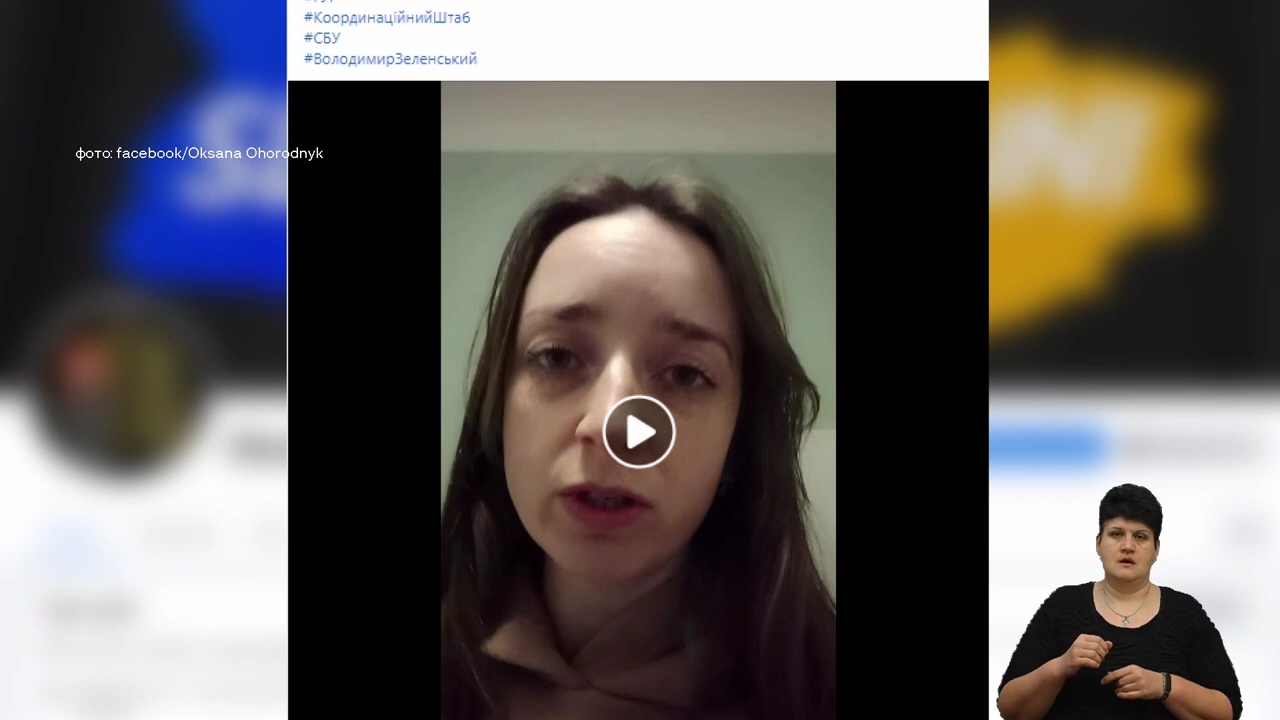 #КоординаційнийШтаб
#СБУ
#ВолодимирЗеленський
фото: facebook/Oksana Ohorodnyk